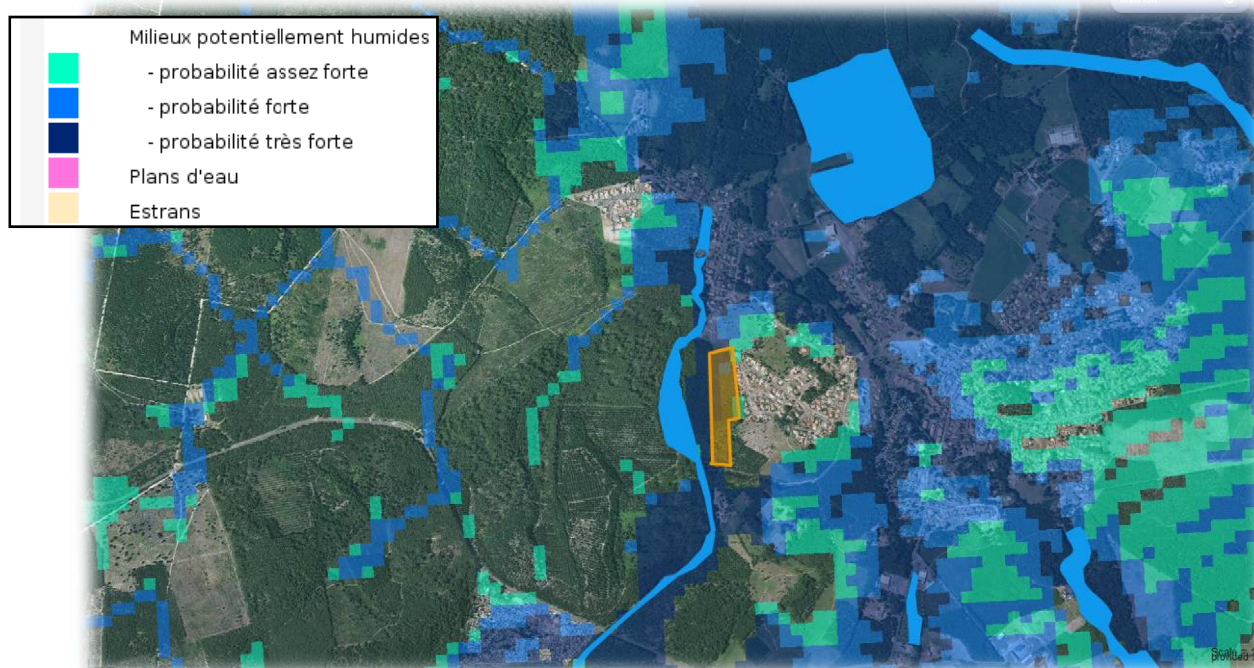 Milieux potentiellement humides
- probabilité assez forte
- probabilité forte
- probabilité très forte
Plans d'eau
Estrans